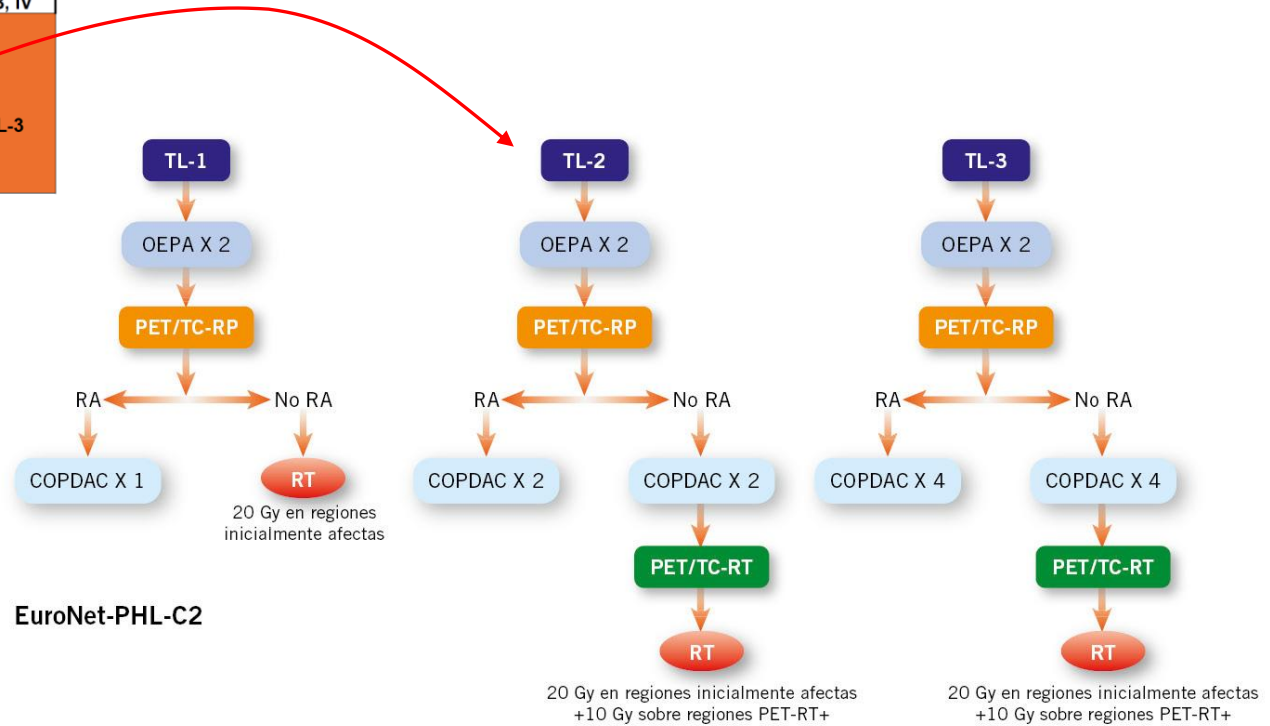 , IV
L-3
TL-1
TL-2
TL-3
OEPA X 2
OEPA X 2
OEPA X 2
PET/TC-RP
PET/TC-RP
PET/TC-RP
RA
No RA
RA
No RA
RA
No RA
COPDAC X 1
RT
COPDAC X 2
COPDAC X 2
COPDAC X 4
COPDAC X 4
20 Gy en regiones
inicialmente afectas
PET/TC-RT
PET/TC-RT
EuroNet-PHL-C2
RT
RT
20 Gy en regiones inicialmente afectas
+10 Gy sobre regiones PET-RT+
20 Gy en regiones inicialmente afectas
+10 Gy sobre regiones PET-RT+